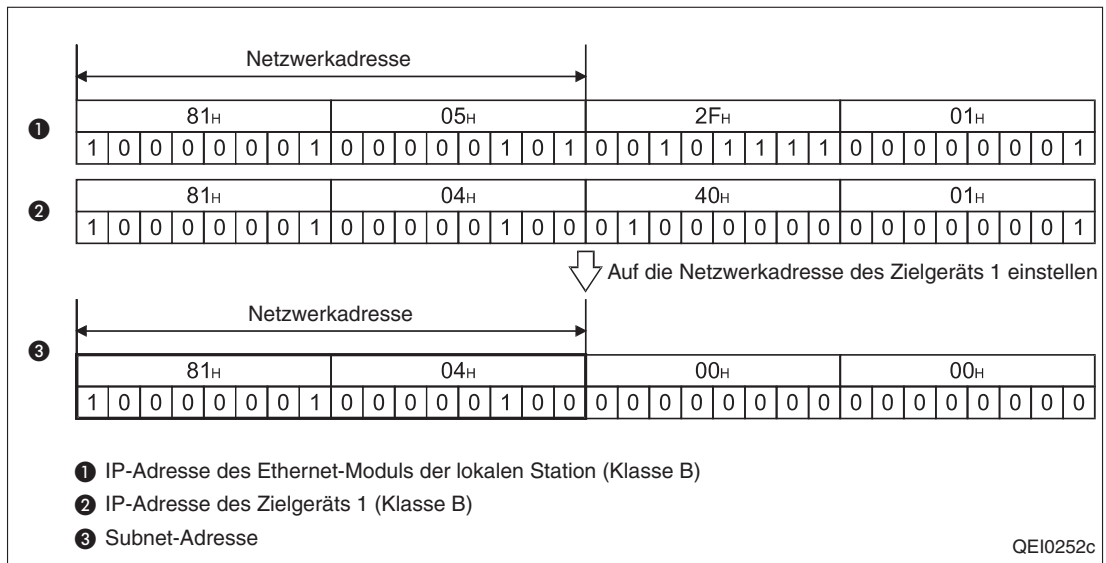 Netzwerkadresse
81H 05H 2FH 01H
❶
1 0 0 0 0 0 0 1 0 0 0 0 0 1 0 1 0 0 1 0 1 1 1 1 0 0 0 0 0 0 0 1
81H 04H 40H 01H
❷
1 0 0 0 0 0 0 1 0 0 0 0 0 1 0 0 0 1 0 0 0 0 0 0 0 0 0 0 0 0 0 1
Auf die Netzwerkadresse des Zielgeräts 1 einstellen
Netzwerkadresse
❸
81H 04H 00H 00H
1 0 0 0 0 0 0 1 0 0 0 0 0 1 0 0 0 0 0 0 0 0 0 0 0 0 0 0 0 0 0 0
❶ IP-Adresse des Ethernet-Moduls der lokalen Station (Klasse B)
❷ IP-Adresse des Zielgeräts 1 (Klasse B)
❸ Subnet-Adresse
QEI0252c